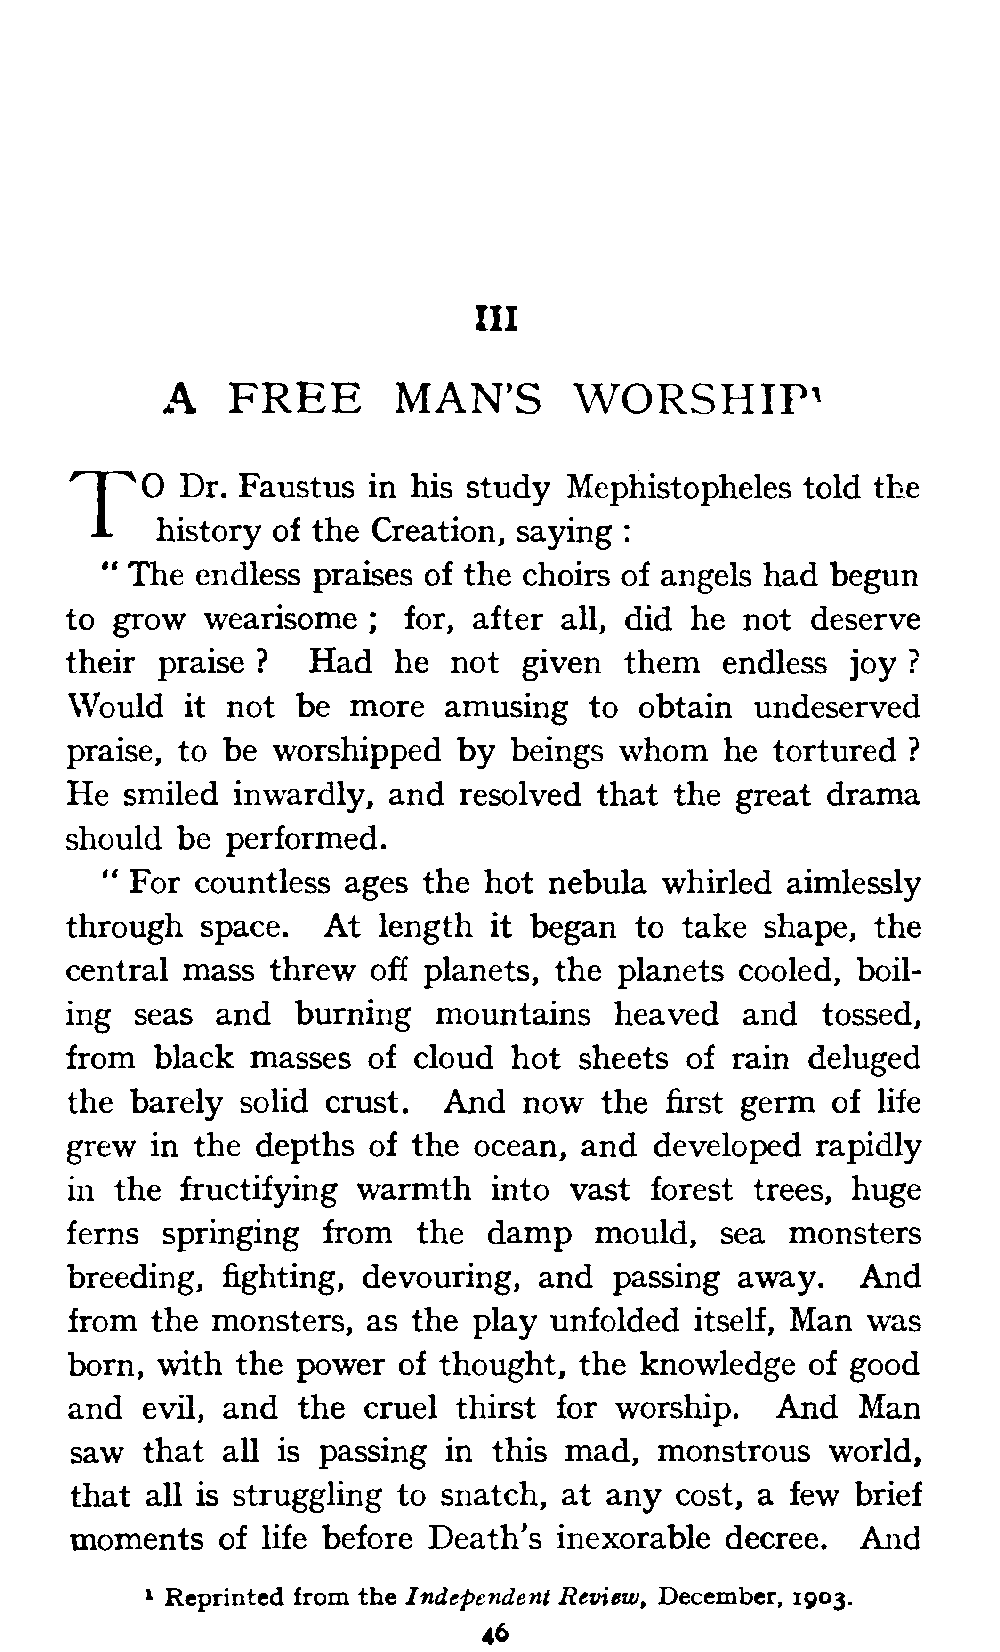 III
A FREE MAN'S WORSHIP¹
TO Dr. Faustus in his study Mephistopheles told the
history of the Creation, saying :
" The endless praises of the choirs of angels had begun
to grow wearisome ; for, after all, did he not deserve
their praise ? Had he not given them endless joy ?
Would it not be more amusing to obtain undeserved
praise, to be worshipped by beings whom he tortured ?
He smiled inwardly, and resolved that the great drama
should be performed.
" For countless ages the hot nebula whirled aimlessly
through space. At length it began to take shape, the
central mass threw off planets, the planets cooled, boil-
ing seas and burning mountains heaved and tossed,
from black masses of cloud hot sheets of rain deluged
the barely solid crust. And now the first germ of life
grew in the depths of the ocean, and developed rapidly
in the fructifying warmth into vast forest trees, huge
ferns springing from the damp mould, sea monsters
breeding, fighting, devouring, and passing away. And
from the monsters, as the play unfolded itself, Man was
born, with the power of thought, the knowledge of good
and evil, and the cruel thirst for worship. And Man
saw that all is passing in this mad, monstrous world,
that all is struggling to snatch, at any cost, a few brief
moments of life before Death's inexorable decree. And
¹ Reprinted from the Independent Review, December, 1903.
46